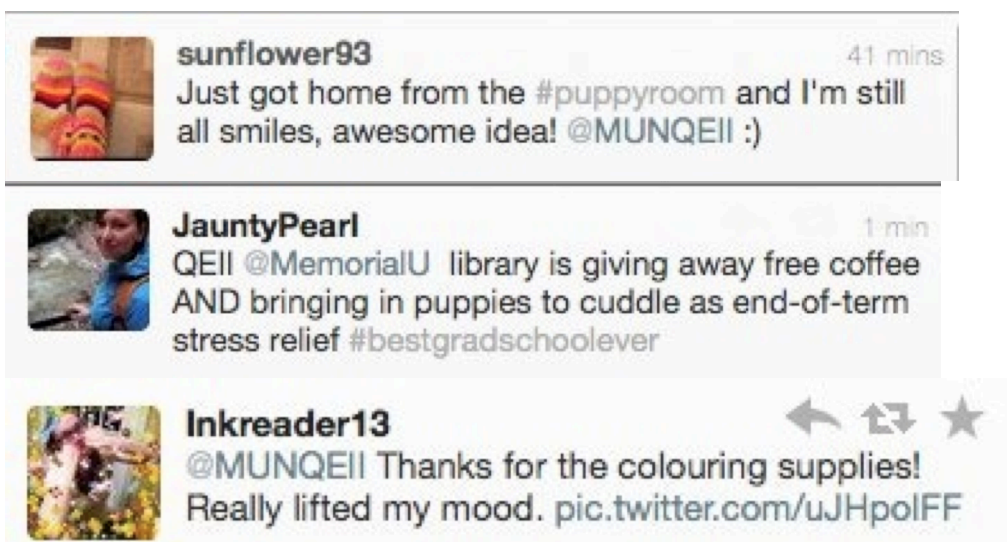 sunflower93 41 mins
Just got home from the #puppyroom and I'm still
all smiles, awesome idea! @MUNQEII :)
JauntyPearl 1 min
QEII @MemorialU library is giving away free coffee
AND bringing in puppies to cuddle as end-of-term
stress relief #bestgradschoolever
Inkreader13
@MUNQEII Thanks for the colouring supplies!
Really lifted my mood. pic.twitter.com/uJHpolFF